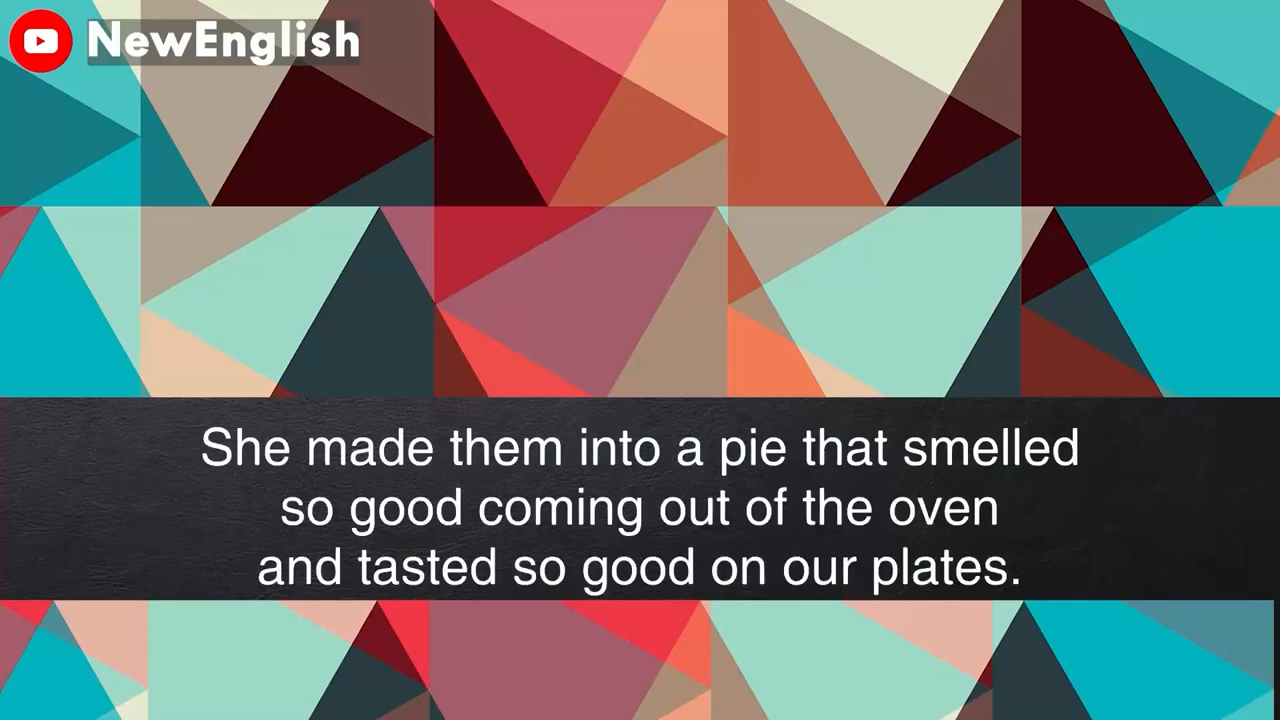 NewEnglish
She made them into a pie that smelled
so good coming out of the oven
and tasted so good on our plates.